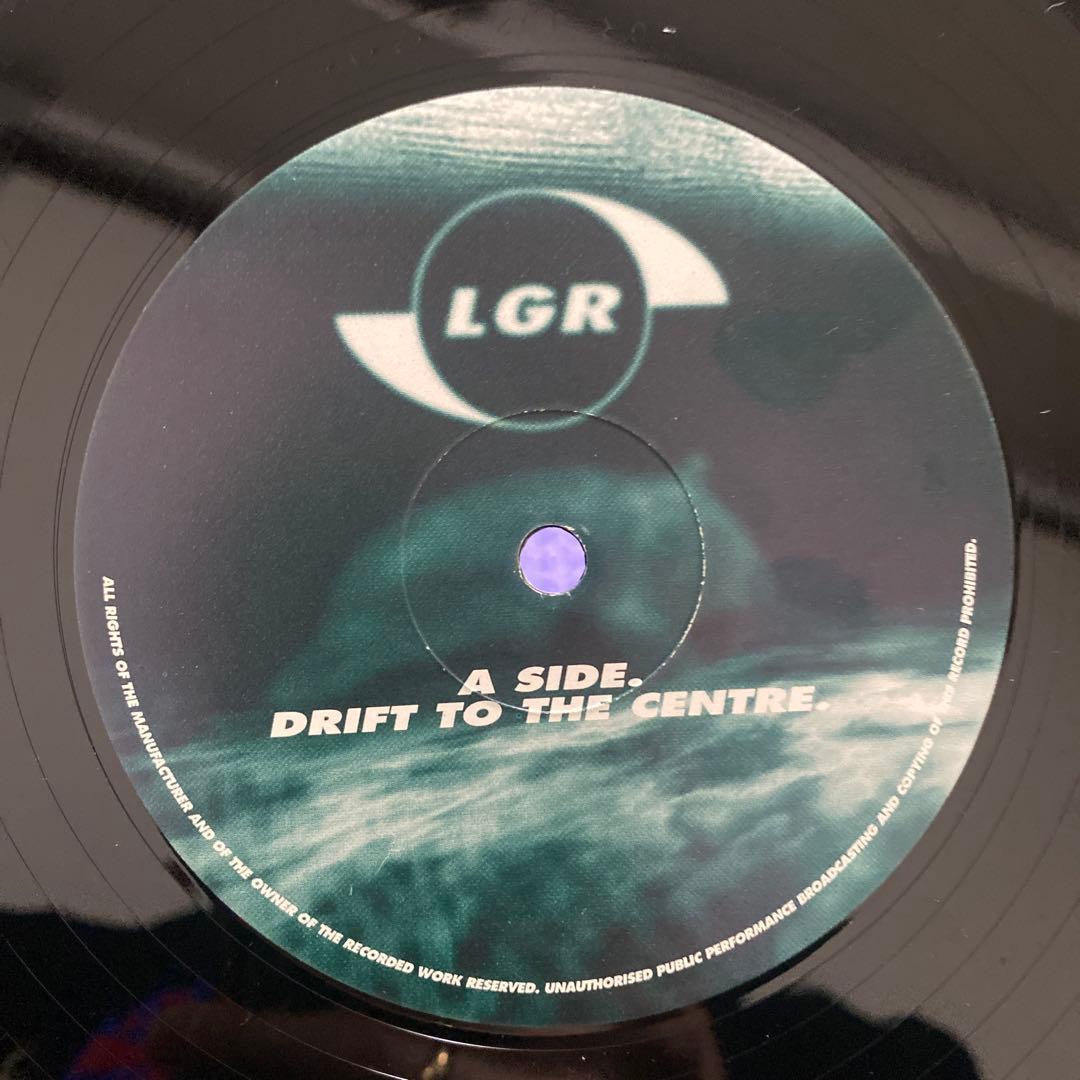 LGR
A SIDE.
DRIFT TO THE CENTRE.
ALL RIGHTS OF THE MANUFACTURER AND OF THE OWNER OF THE RECORDED WORK RESERVED. UNAUTHORISED PUBLIC PERFORMANCE BROADCASTING AND COPYING OF THIS RECORD PROHIBITED.